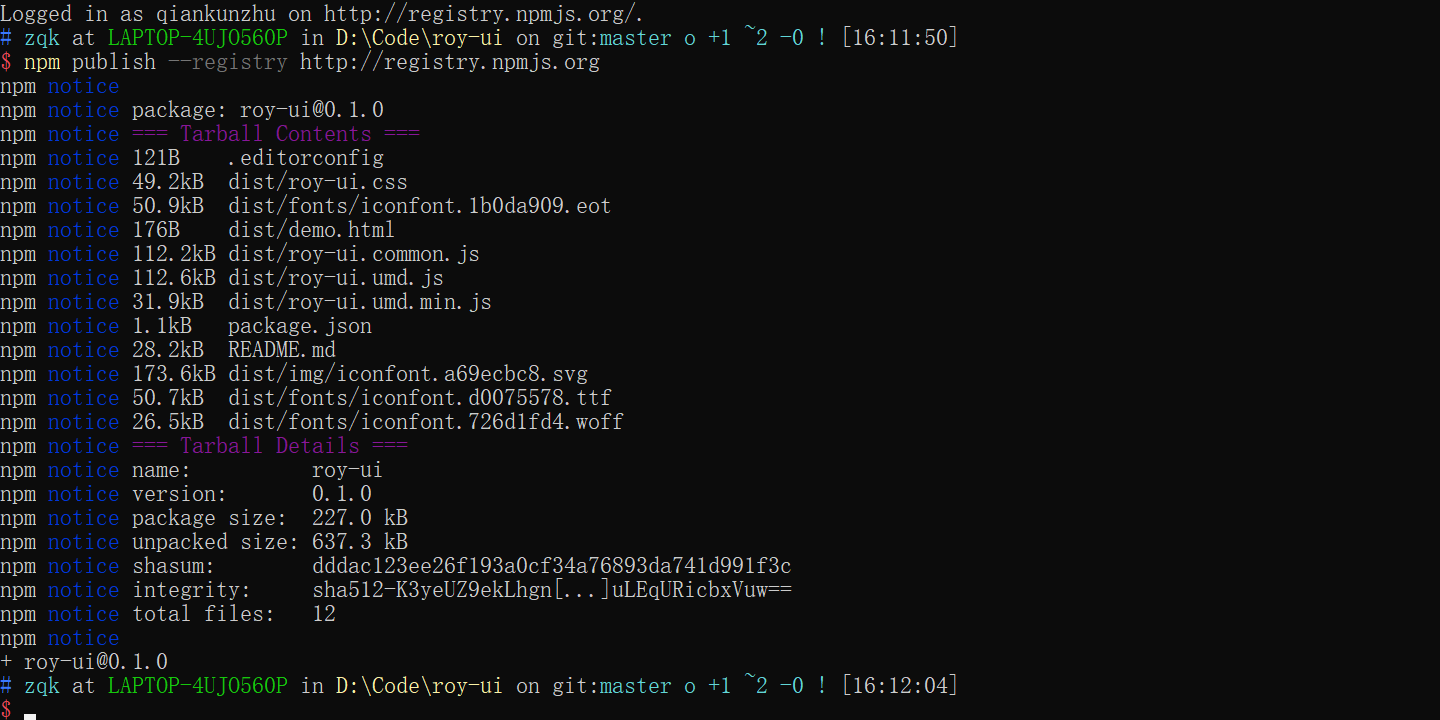 Logged in as qiankunzhu on http://registry.npmjs.org/.
# zqk at LAPTOP-4UJO560P in D:\Code\roy-ui on git:master o +1 ~2 -0 ! [16:11:50]
$ npm publish --registry http://registry.npmjs.org
npm notice
npm notice package: roy-ui@0.1.0
npm notice === Tarball Contents ===
npm notice 121B    .editorconfig
npm notice 49.2kB  dist/roy-ui.css
npm notice 50.9kB  dist/fonts/iconfont.1b0da909.eot
npm notice 176B    dist/demo.html
npm notice 112.2kB dist/roy-ui.common.js
npm notice 112.6kB dist/roy-ui.umd.js
npm notice 31.9kB  dist/roy-ui.umd.min.js
npm notice 1.1kB   package.json
npm notice 28.2kB  README.md
npm notice 173.6kB dist/img/iconfont.a69ecbc8.svg
npm notice 50.7kB  dist/fonts/iconfont.d0075578.ttf
npm notice 26.5kB  dist/fonts/iconfont.726d1fd4.woff
npm notice === Tarball Details ===
npm notice name:          roy-ui
npm notice version:       0.1.0
npm notice package size:  227.0 kB
npm notice unpacked size: 637.3 kB
npm notice shasum:        dddac123ee26f193a0cf34a76893da741d991f3c
npm notice integrity:     sha512-K3yeUZ9ekLhgn[...]uLEqURicbxVuw==
npm notice total files:   12
npm notice
+ roy-ui@0.1.0
# zqk at LAPTOP-4UJO560P in D:\Code\roy-ui on git:master o +1 ~2 -0 ! [16:12:04]
$